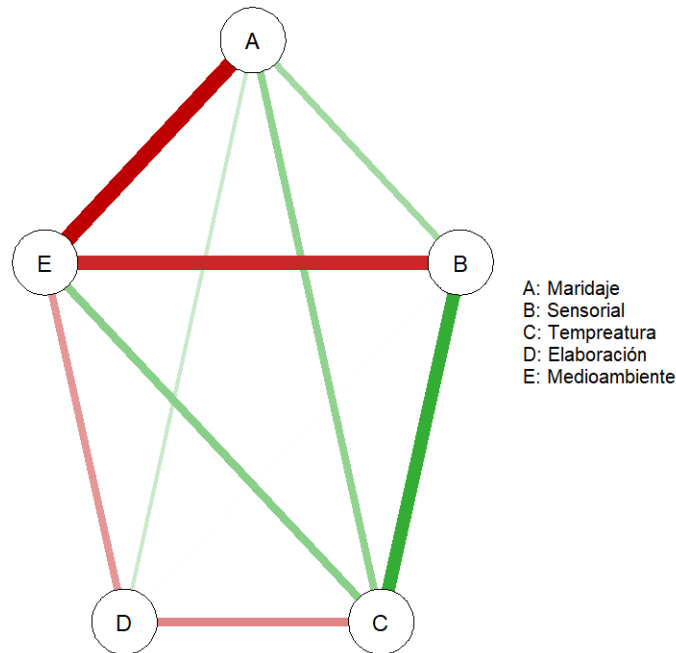 A
E
B
A: Maridaje
B: Sensorial
C: Tempreatura
D: Elaboración
E: Medioambiente
D
C